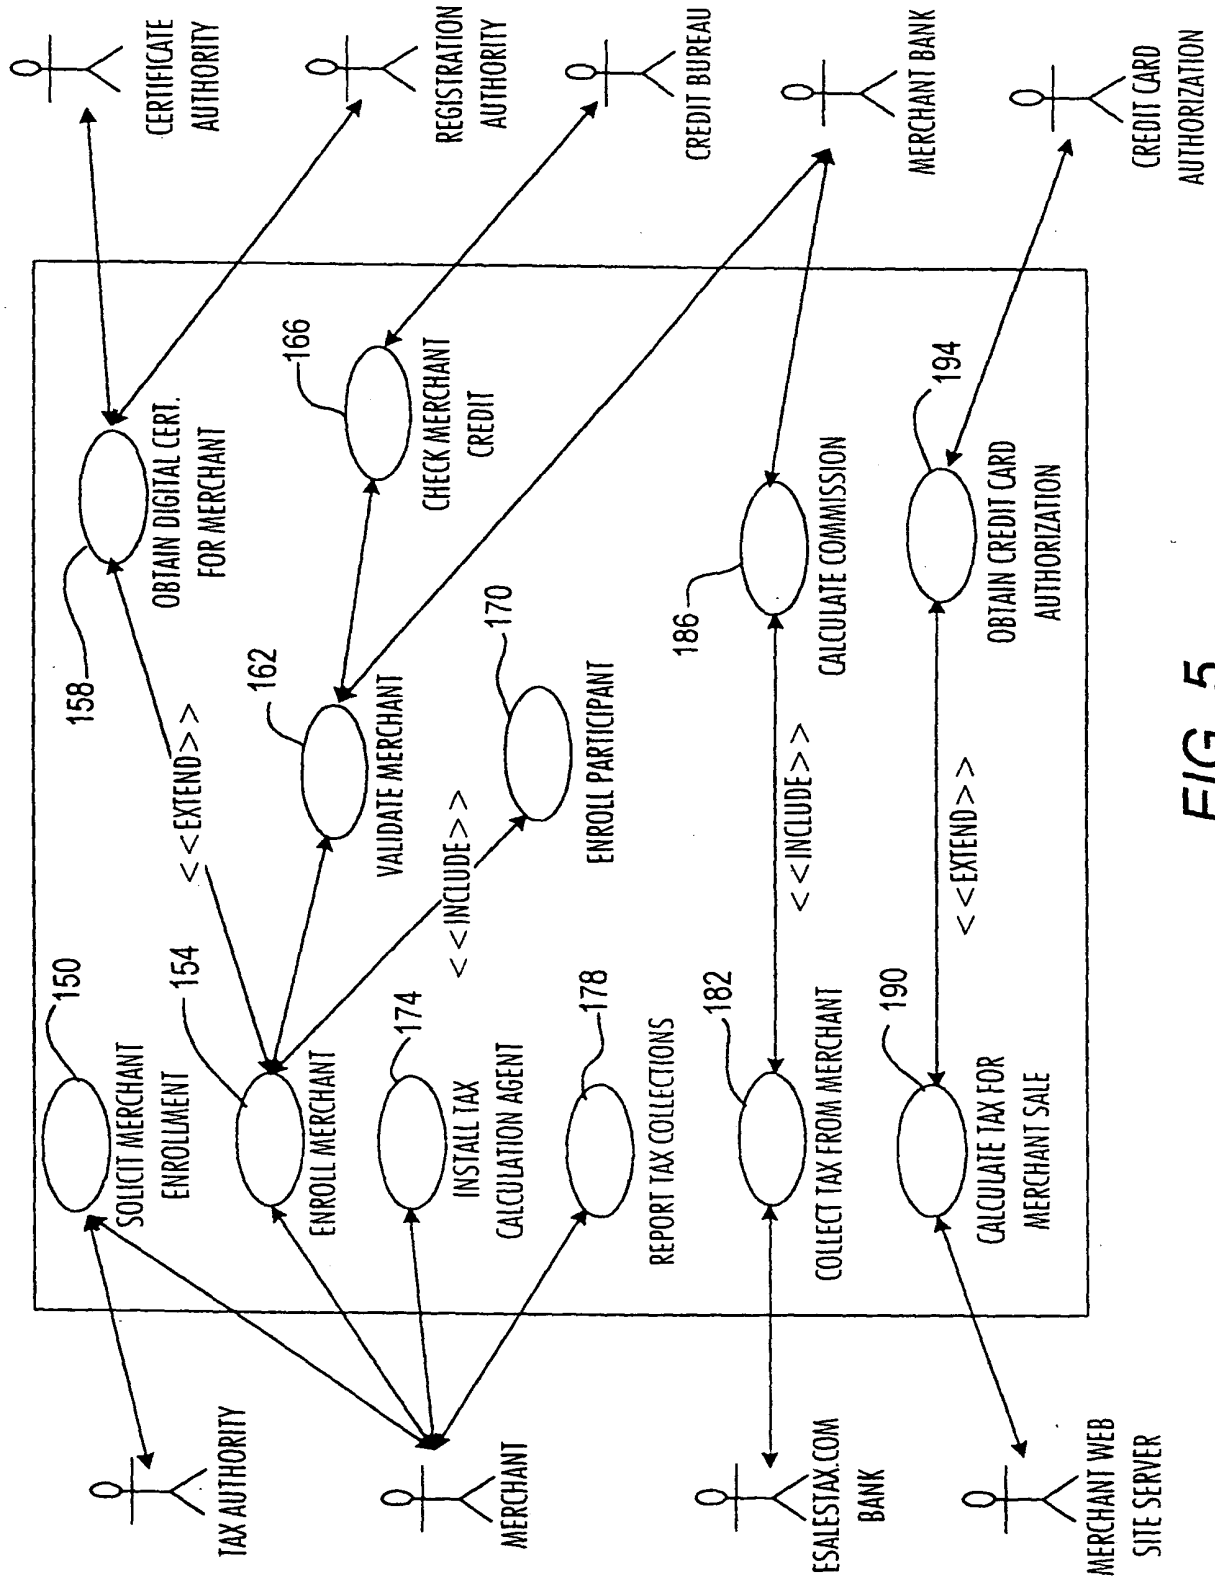 CERTIFICATE
AUTHORITY
REGISTRATION
AUTHORITY
CREDIT BUREAU
MERCHANT BANK
CREDIT CARD
AUTHORIZATION
158
OBTAIN DIGITAL CERT.
FOR MERCHANT
166
CHECK MERCHANT
CREDIT
186
CALCULATE COMMISSION
194
OBTAIN CREDIT CARD
AUTHORIZATION
<<EXTEND>>
162
VALIDATE MERCHANT
<<INCLUDE>>
170
ENROLL PARTICIPANT
<<INCLUDE>>
<<EXTEND>>
150
SOLICIT MERCHANT
ENROLLMENT
154
ENROLL MERCHANT
174
INSTALL TAX
CALCULATION AGENT
178
REPORT TAX COLLECTIONS
182
COLLECT TAX FROM MERCHANT
190
CALCULATE TAX FOR
MERCHANT SALE
TAX AUTHORITY
MERCHANT
ESALESTAX.COM
BANK
MERCHANT WEB
SITE SERVER
FIG. 5